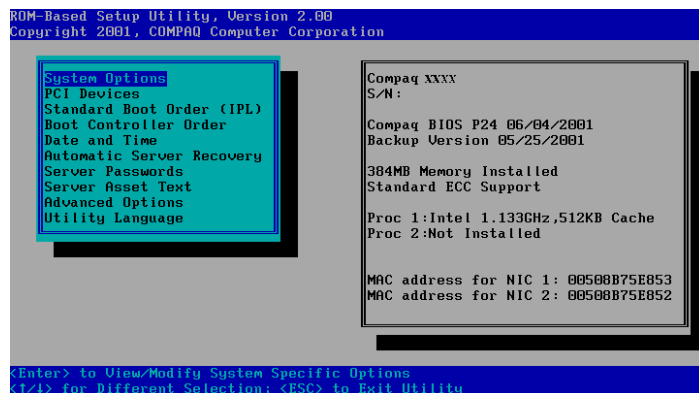 ROM-Based Setup Utility, Version 2.00
Copyright 2001, COMPAQ Computer Corporation
System Options
PCI Devices
Standard Boot Order (IPL)
Boot Controller Order
Date and Time
Automatic Server Recovery
Server Passwords
Server Asset Text
Advanced Options
Utility Language
Compaq XXXX
S/N:
Compaq BIOS P24 06/04/2001
Backup Version 05/25/2001
384MB Memory Installed
Standard ECC Support
Proc 1:Intel 1.133GHz,512KB Cache
Proc 2:Not Installed
MAC address for NIC 1: 00508B75E853
MAC address for NIC 2: 00508B75E852
<Enter> to View/Modify System Specific Options
<↑/↓> for Different Selection; <ESC> to Exit Utility